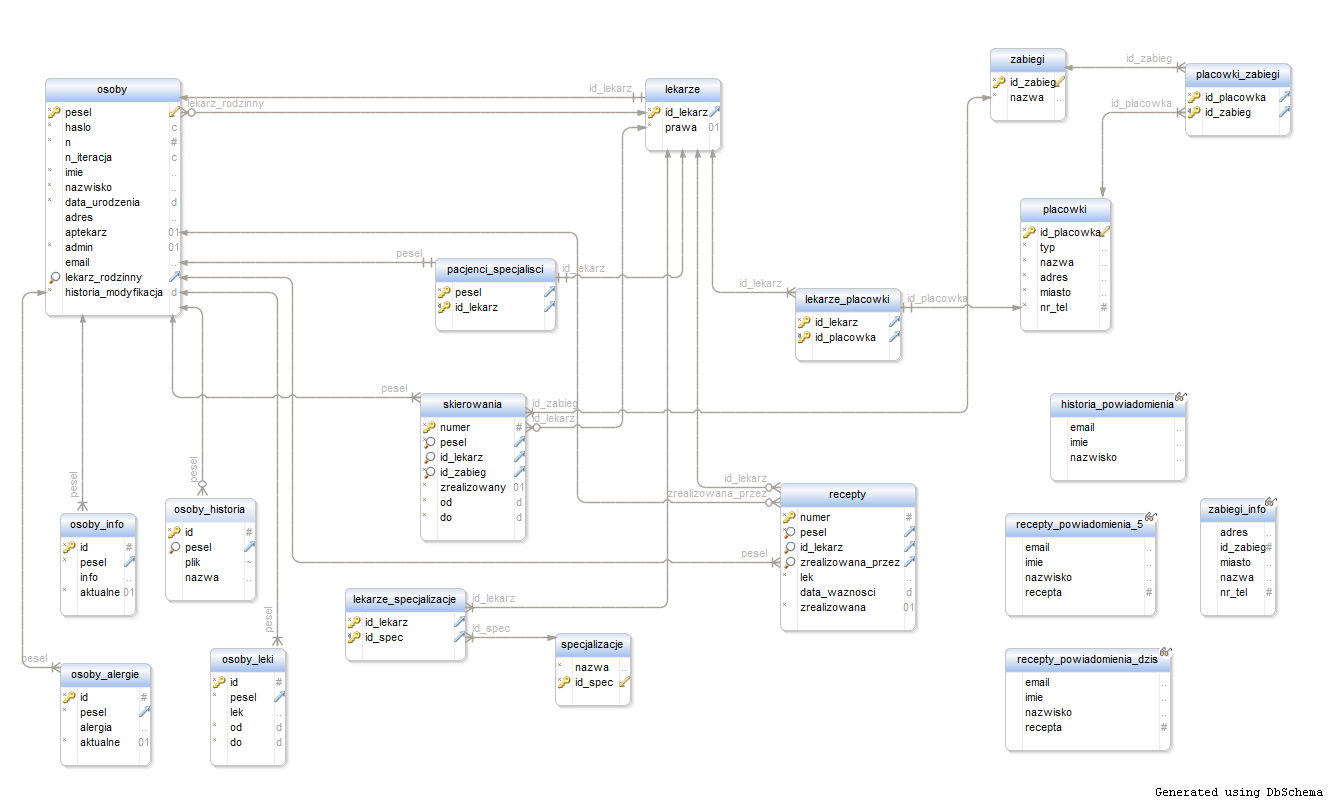 osoby
pesel
haslo c
n #
n_iteracja c
imie ..
nazwisko ..
data_urodzenia d
adres ..
aptekarz 01
admin 01
email ..
lekarz_rodzinny
historia_modyfikacja d
id_lekarz
lekarz_rodzinny
lekarze
id_lekarz
prawa 01
zabiegi
id_zabieg
nazwa ..
id_zabieg
id_placowka
placowki_zabiegi
id_placowka
id_zabieg
placowki
id_placowka
typ ..
nazwa ..
adres ..
miasto ..
nr_tel #
pesel
pacjenci_specjalisci
pesel
id_lekarz
id_lekarz
id_lekarz
lekarze_placowki
id_lekarz
id_placowka
id_placowka
pesel
skierowania
numer #
pesel
id_lekarz
id_zabieg
zrealizowany 01
od d
do d
id_zabieg
id_lekarz
historia_powiadomienia
email ..
imie ..
nazwisko ..
id_lekarz
zrealizowana_przez
pesel
recepty
numer #
pesel
id_lekarz
zrealizowana_przez
lek ..
data_waznosci d
zrealizowana 01
recepty_powiadomienia_5
email ..
imie ..
nazwisko ..
recepta #
zabiegi_info
adres ..
id_zabieg #
miasto ..
nazwa ..
nr_tel #
pesel
osoby_info
id #
pesel
info ..
aktualne 01
pesel
osoby_historia
id #
pesel
plik ~
nazwa ..
lekarze_specjalizacje
id_lekarz
id_spec
id_lekarz
id_spec
specjalizacje
nazwa ..
id_spec
pesel
osoby_alergie
id #
pesel
alergia ..
aktualne 01
pesel
osoby_leki
id #
pesel
lek ..
od d
do d
recepty_powiadomienia_dzis
email ..
imie ..
nazwisko ..
recepta #
Generated using DbSchema